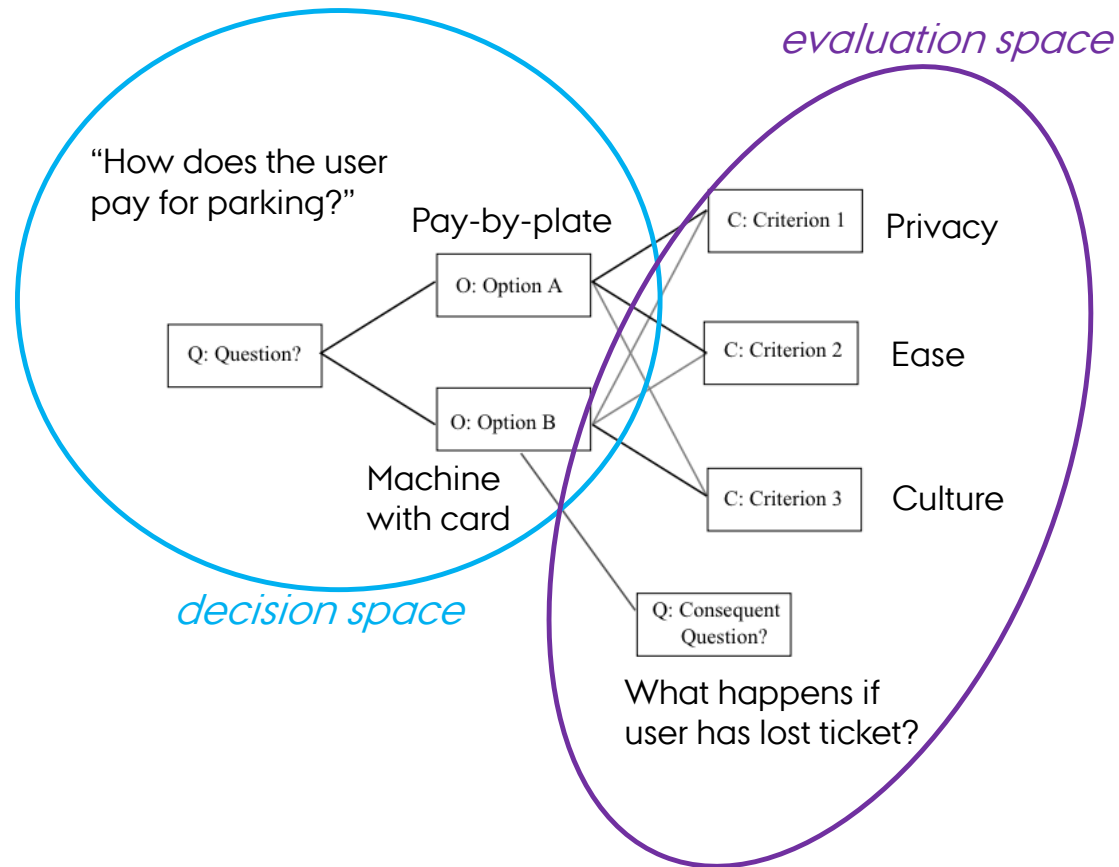 evaluation space
“How does the user
pay for parking?”
Pay-by-plate
C: Criterion 1
Privacy
O: Option A
Q: Question?
C: Criterion 2
Ease
O: Option B
Machine
with card
C: Criterion 3
Culture
decision space
Q: Consequent
Question?
What happens if
user has lost ticket?